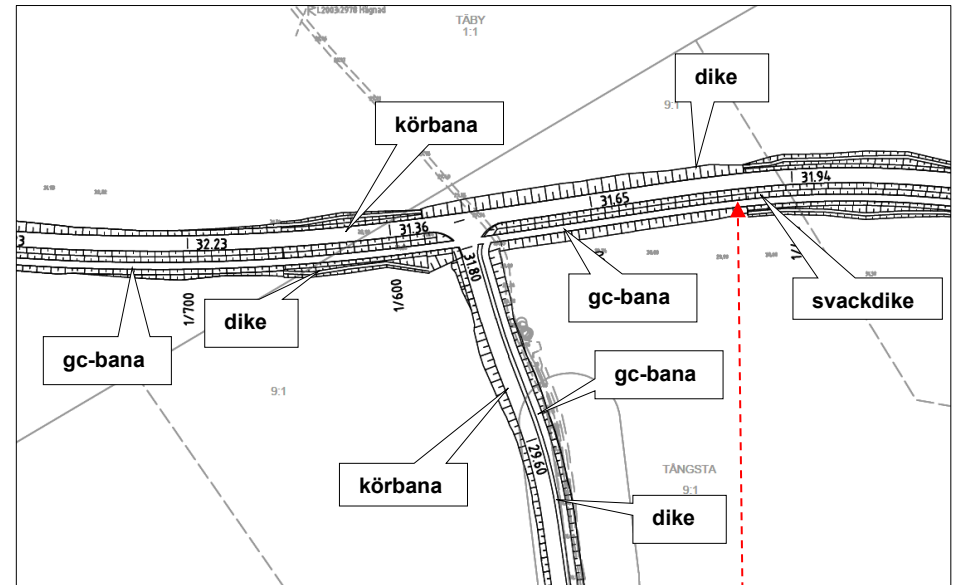 L2003/2978 Hägnad
TÄBY
1:1
dike
9:1
körbana
31.94
31.65
31.36
32.23
31.80
3
1/700
1/600
dike
gc-bana
svackdike
gc-bana
gc-bana
9:1
29.60
körbana
TÅNGSTA
9:1
dike